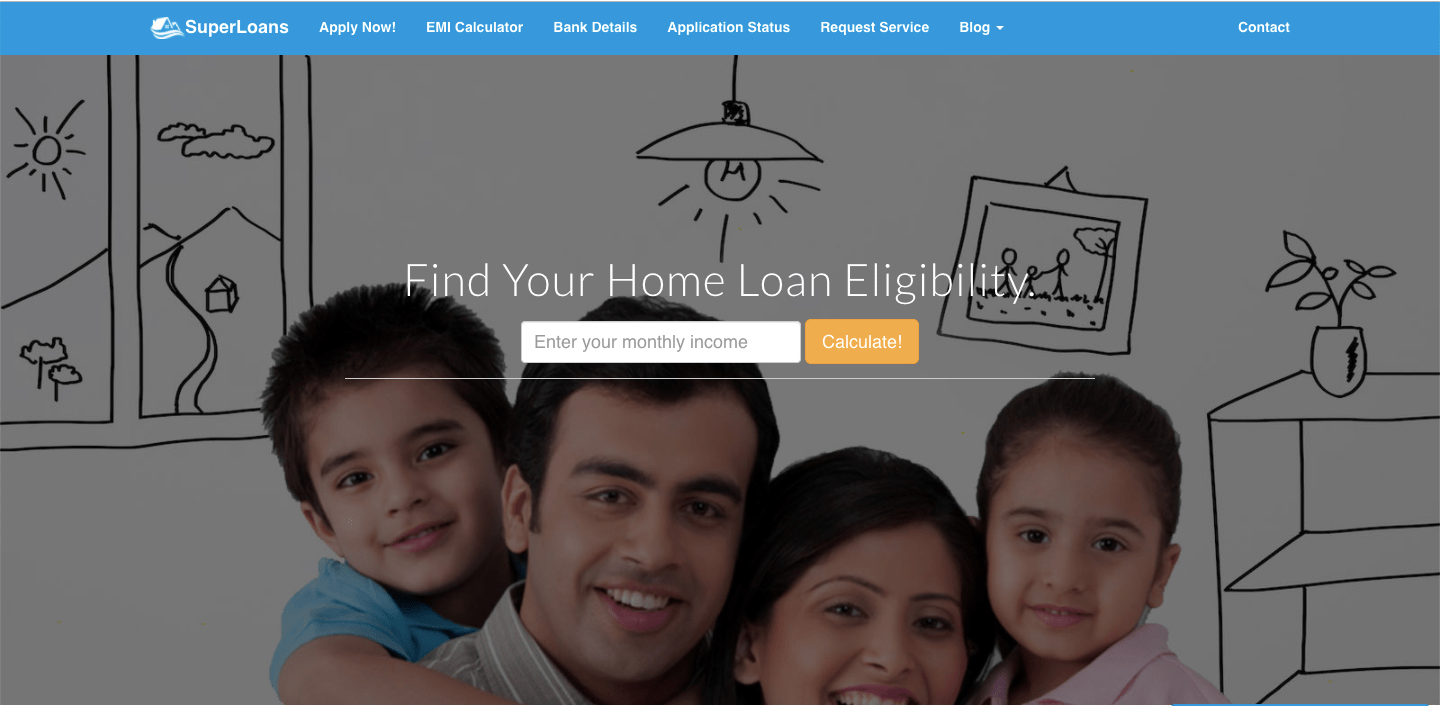 SuperLoans Apply Now! EMI Calculator Bank Details Application Status Request Service Blog Contact
Find Your Home Loan Eligibility.
Enter your monthly income Calculate!